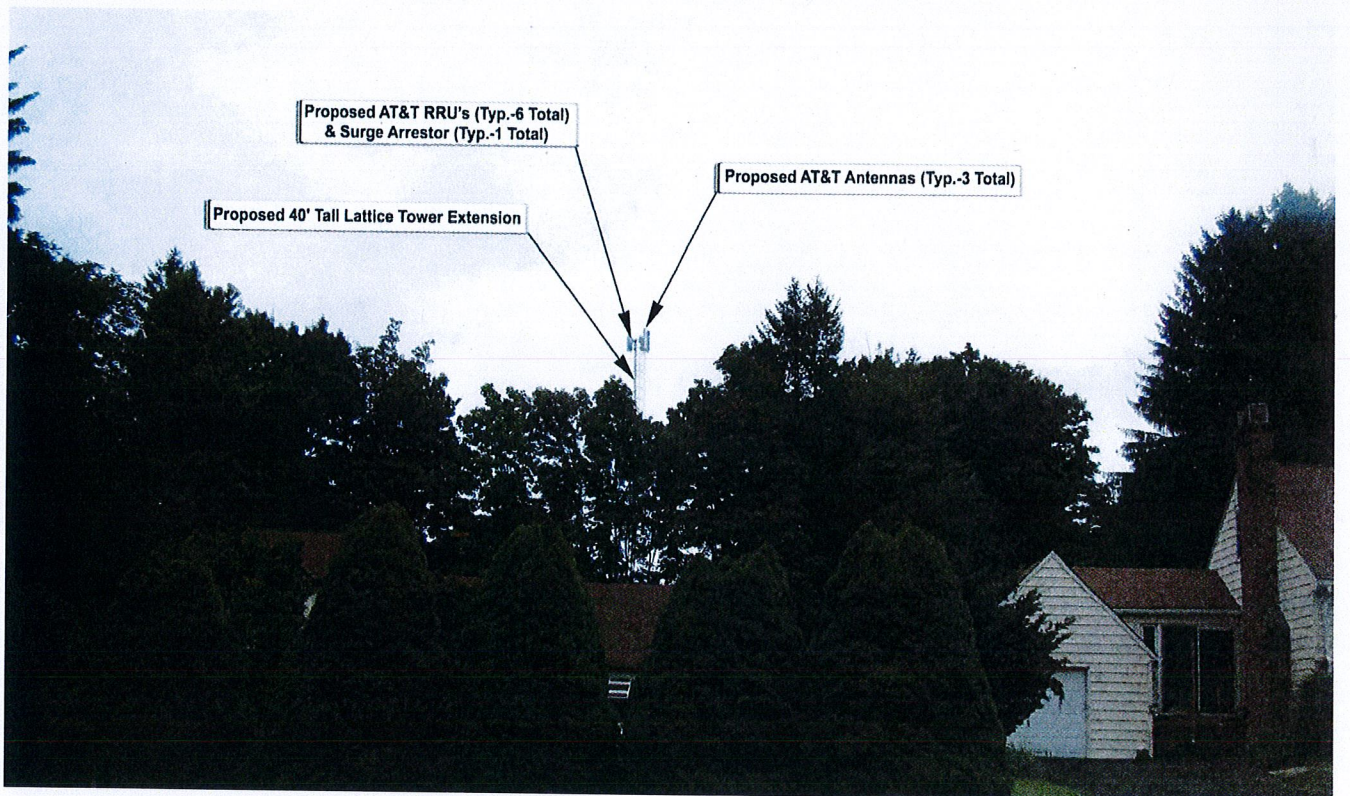 Proposed AT&T RRU's (Typ.-6 Total)
& Surge Arrestor (Typ.-1 Total)
Proposed AT&T Antennas (Typ.-3 Total)
Proposed 40' Tall Lattice Tower Extension